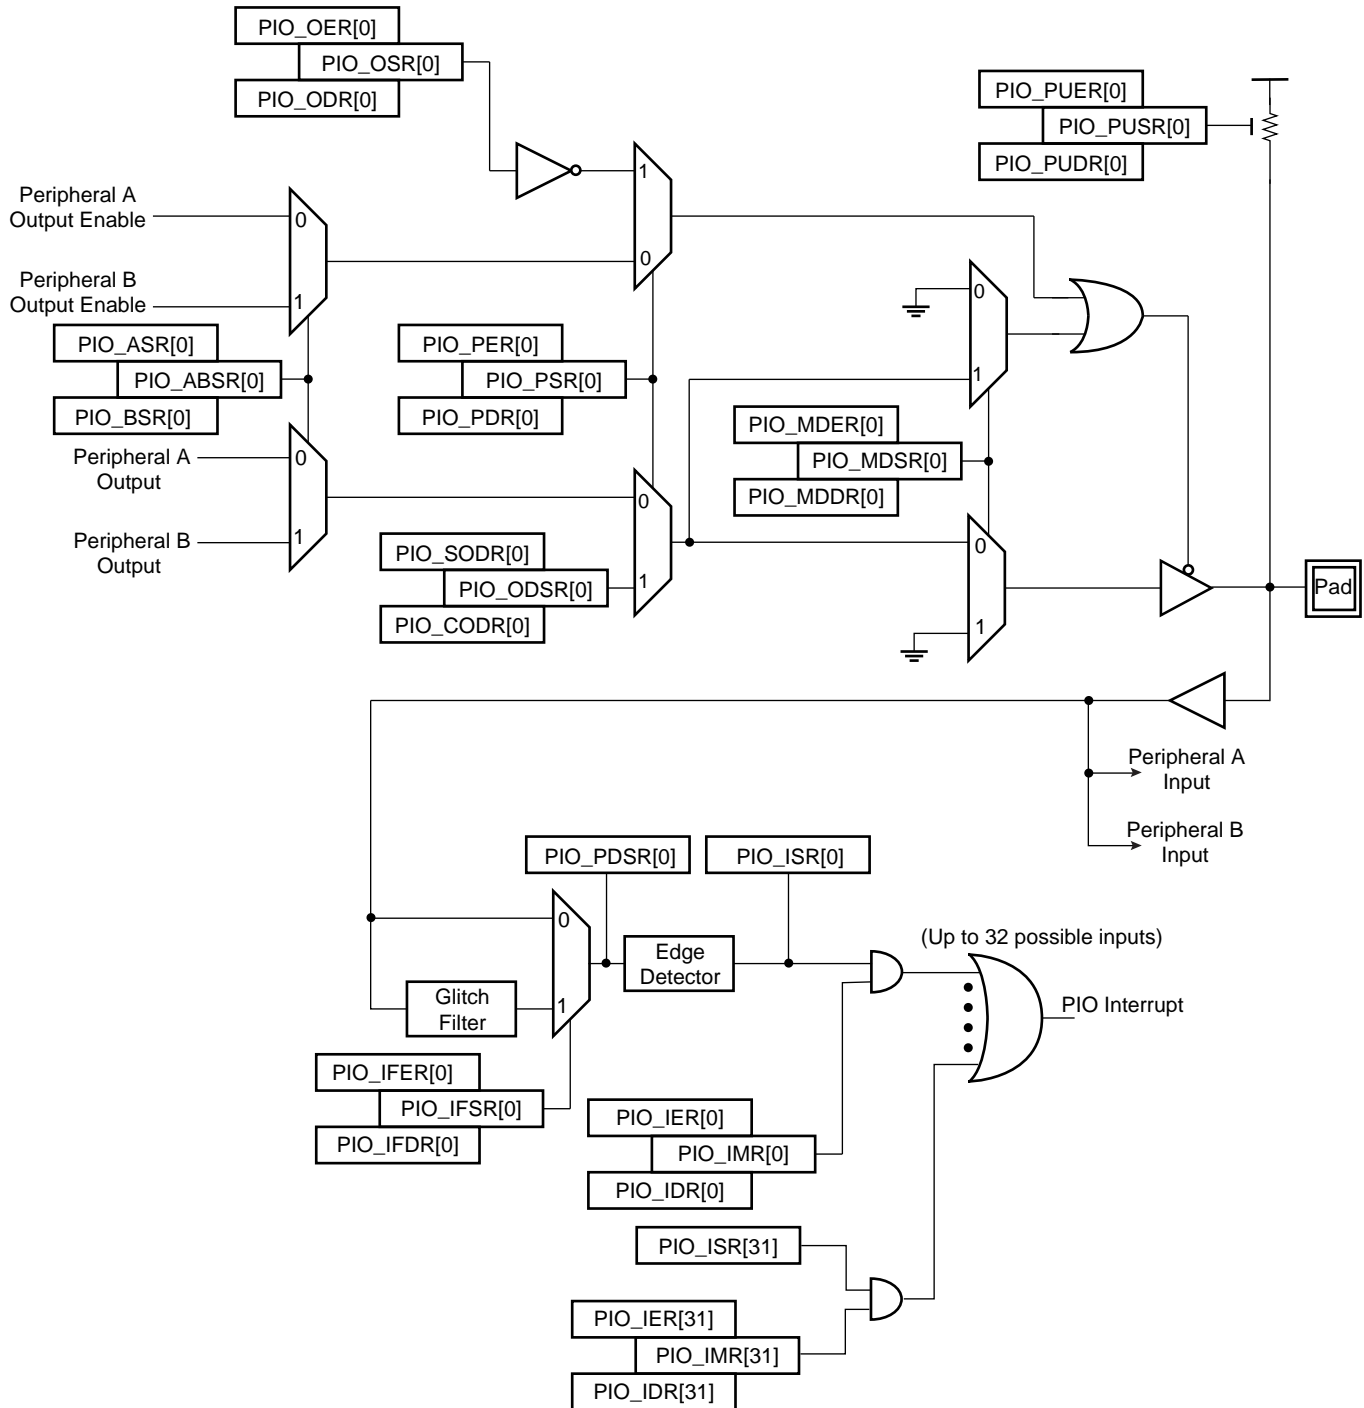 PIO_OER[0]
PIO_OSR[0]
PIO_ODR[0]
PIO_PUER[0]
PIO_PUSR[0]
PIO_PUDR[0]
1
0
Peripheral A
Output Enable
0
Peripheral B
Output Enable
1
PIO_ASR[0]
PIO_ABSR[0]
PIO_BSR[0]
PIO_PER[0]
PIO_PSR[0]
PIO_PDR[0]
0
1
PIO_MDER[0]
PIO_MDSR[0]
PIO_MDDR[0]
Peripheral A
Output
0
Peripheral B
Output
1
0
1
PIO_SODR[0]
PIO_ODSR[0]
PIO_CODR[0]
0
1
Pad
Peripheral A
Input
Peripheral B
Input
PIO_PDSR[0]
PIO_ISR[0]
0
1
Edge
Detector
Glitch
Filter
(Up to 32 possible inputs)
PIO Interrupt
PIO_IFER[0]
PIO_IFSR[0]
PIO_IFDR[0]
PIO_IER[0]
PIO_IMR[0]
PIO_IDR[0]
PIO_ISR[31]
PIO_IER[31]
PIO_IMR[31]
PIO_IDR[31]